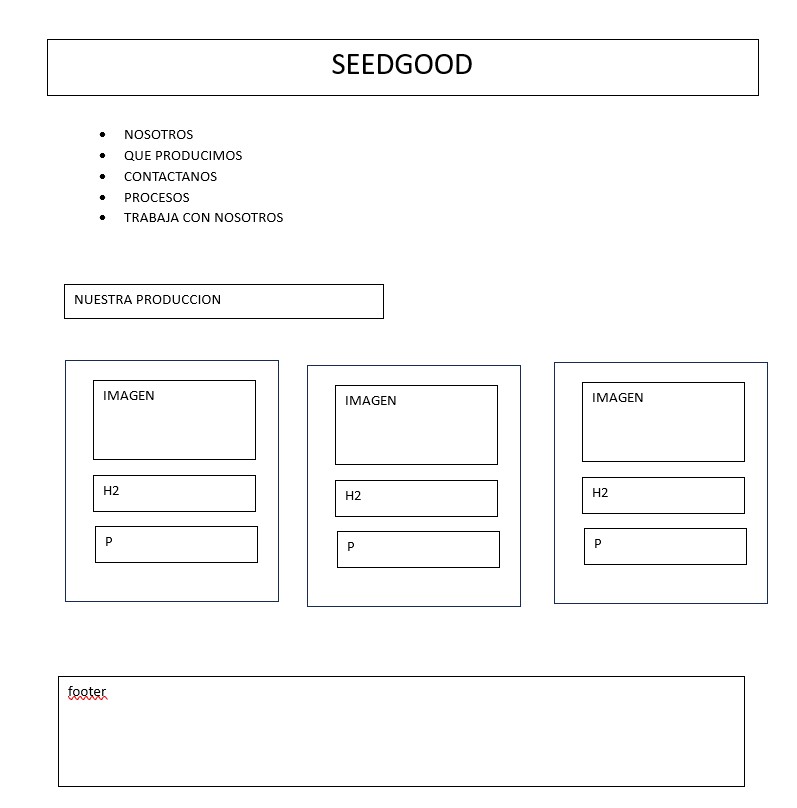 SEEDGOOD
NOSOTROS
QUE PRODUCIMOS
CONTACTANOS
PROCESOS
TRABAJA CON NOSOTROS
NUESTRA PRODUCCION
IMAGEN
H2
P
IMAGEN
H2
P
IMAGEN
H2
P
footer